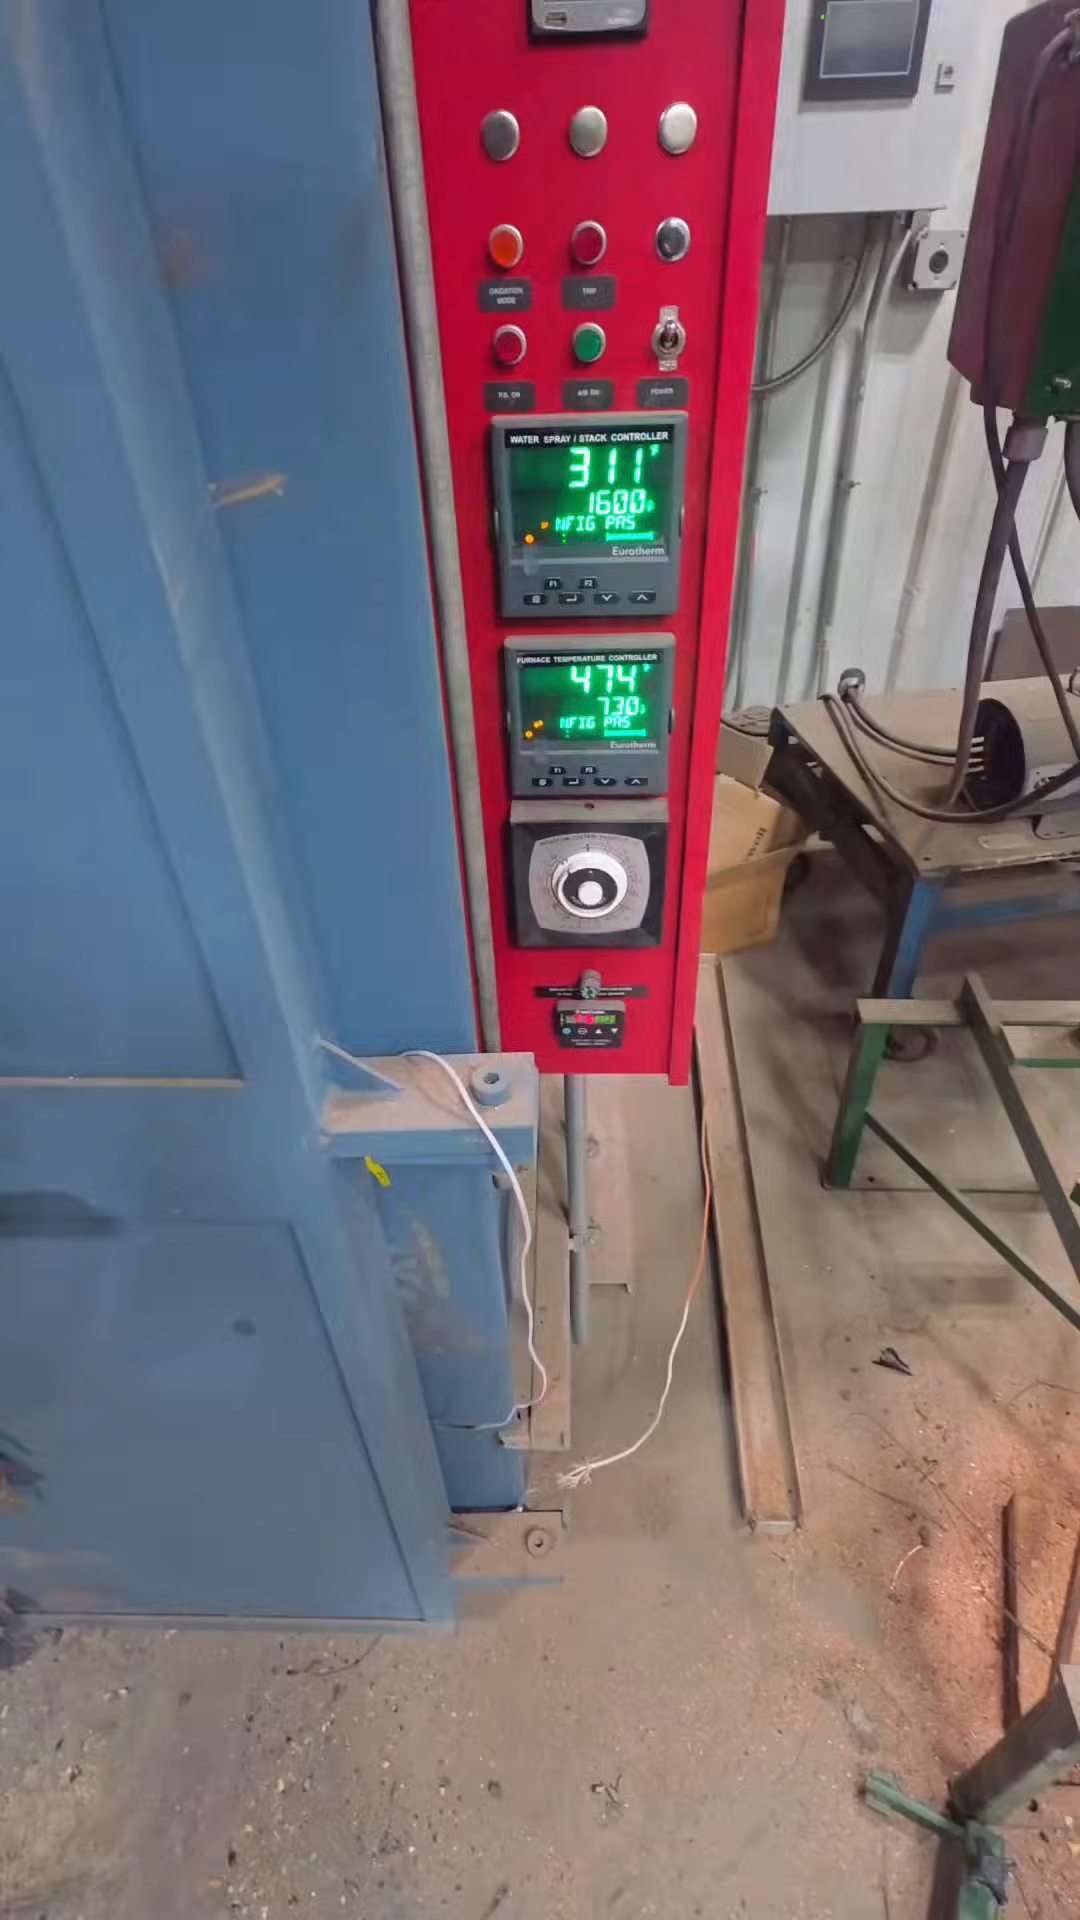 OXIDATION
MODE
TRIP
P.B. ON
A/B ON
POWER
WATER SPRAY / STACK CONTROLLER
311°F
1600
NFIG PAS
Eurotherm
F1 F2
FURNACE TEMPERATURE CONTROLLER
474°F
730
NFIG PAS
Eurotherm
F1 F2